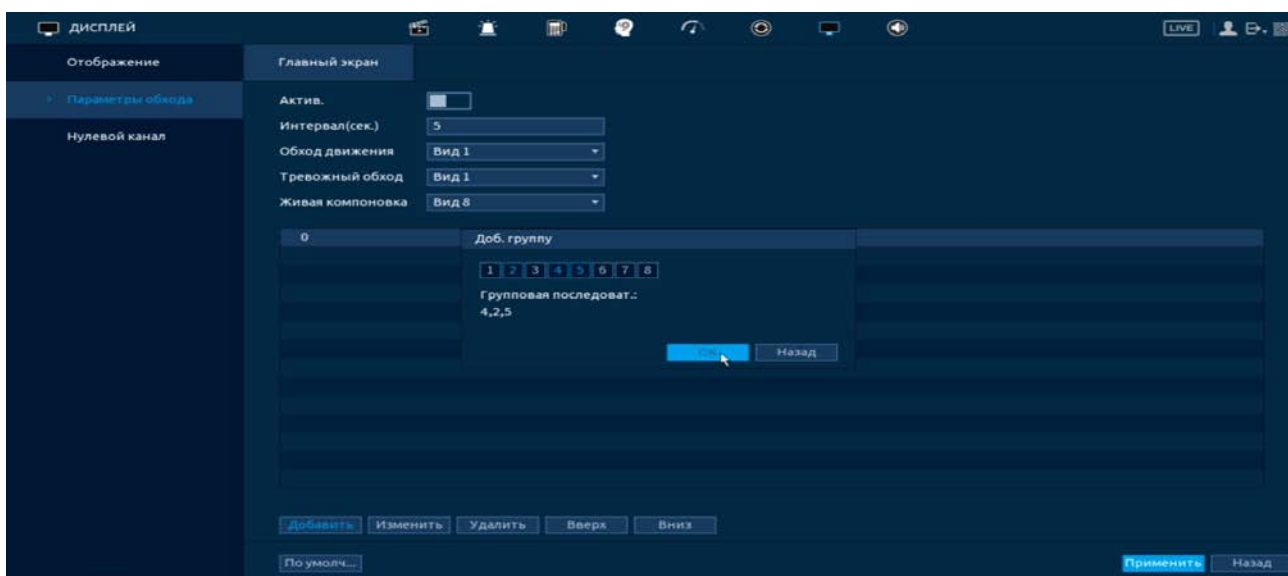 ДИСПЛЕЙ
LIVE
Отображение
Главный экран
Параметры обхода
Нулевой канал
Актив.
Интервал(сек.) 5
Обход движения Вид 1
Тревожный обход Вид 1
Живая компоновка Вид 8
0
Доб. группу
1 2 3 4 5 6 7 8
Групповая последоват.:
4,2,5
OK Назад
Добавить Изменить Удалить Вверх Вниз
По умолч... Применить Назад